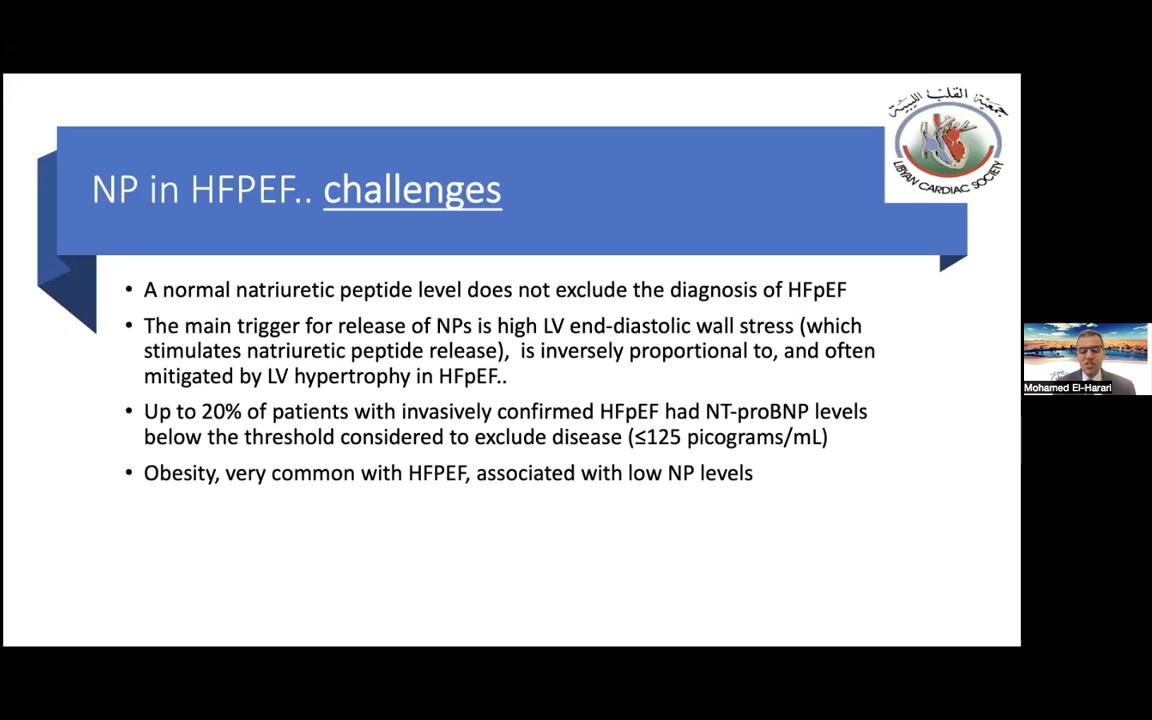 جمعية القلب الليبية
LIBYAN CARDIAC SOCIETY
NP in HFPEF.. challenges
• A normal natriuretic peptide level does not exclude the diagnosis of HFpEF
• The main trigger for release of NPs is high LV end-diastolic wall stress (which
stimulates natriuretic peptide release), is inversely proportional to, and often
mitigated by LV hypertrophy in HFpEF..
• Up to 20% of patients with invasively confirmed HFpEF had NT-proBNP levels
below the threshold considered to exclude disease (≤125 picograms/mL)
• Obesity, very common with HFPEF, associated with low NP levels
Mohamed El-Harari